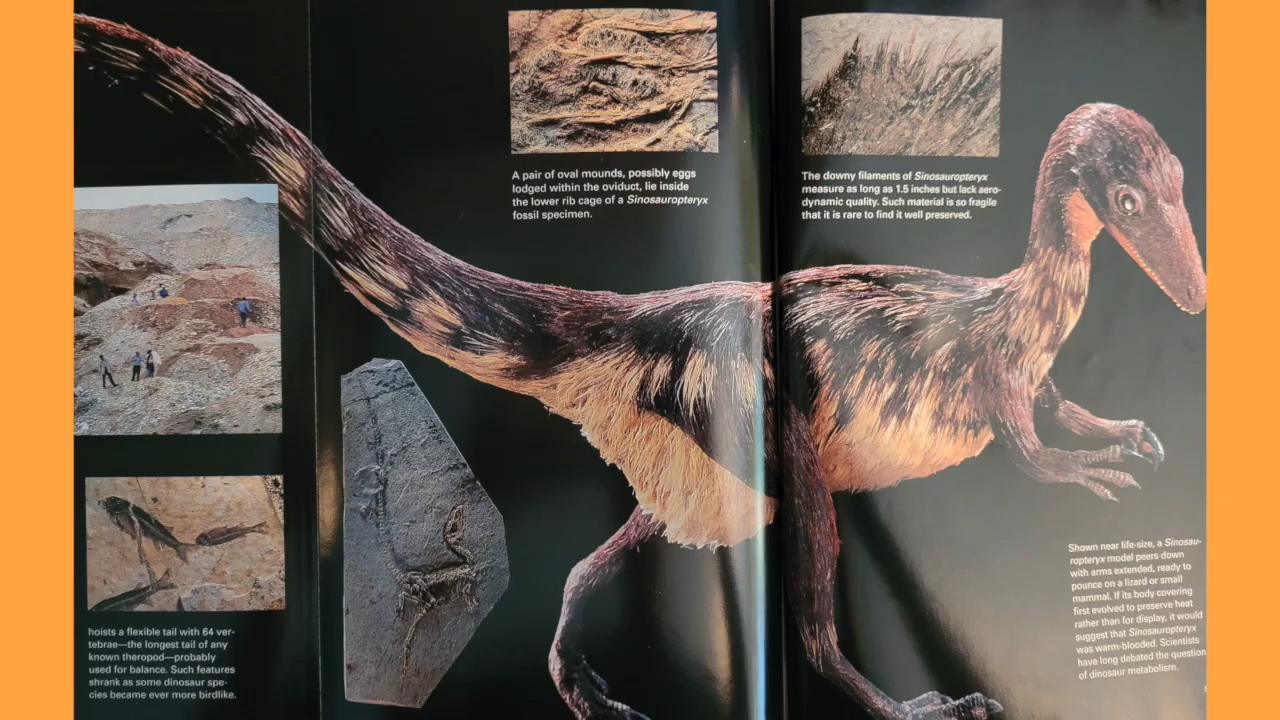 A pair of oval mounds, possibly eggs
lodged within the oviduct, lie inside
the lower rib cage of a Sinosauropteryx
fossil specimen.
The downy filaments of Sinosauropteryx
measure as long as 1.5 inches but lack aero-
dynamic quality. Such material is so fragile
that it is rare to find it well preserved.
hoists a flexible tail with 64 ver-
tebrae—the longest tail of any
known theropod—probably
used for balance. Such features
shrank as some dinosaur spe-
cies became ever more birdlike.
Shown near life-size, a Sinosau-
ropteryx model peers down
with arms extended, ready to
pounce on a lizard or small
mammal. If its body covering
first evolved to preserve heat
rather than for display, it would
suggest that Sinosauropteryx
was warm-blooded. Scientists
have long debated the question
of dinosaur metabolism.